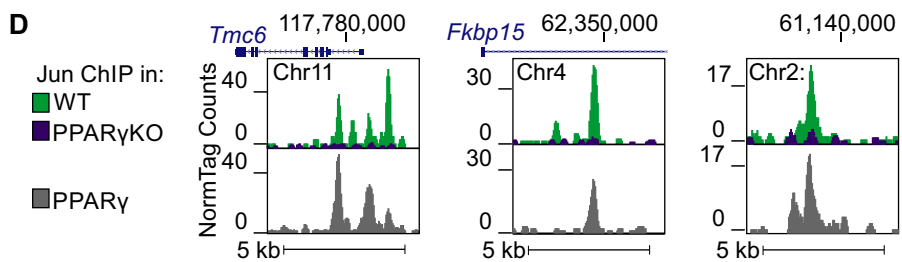 D
Tmc6
117,780,000
Fkbp15
62,350,000
61,140,000
Jun ChIP in:
WT
PPARγKO
PPARγ
NormTag Counts
Chr11
40
0
40
0
5 kb
Chr4
30
0
30
0
5 kb
Chr2:
17
0
17
0
5 kb